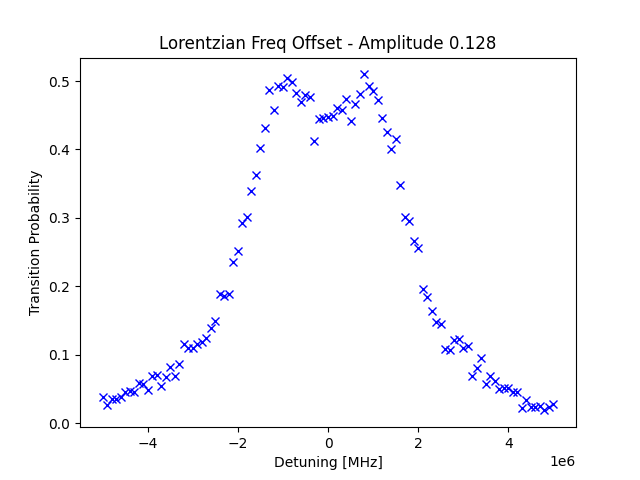 Lorentzian Freq Offset - Amplitude 0.128
Transition Probability
0.5
0.4
0.3
0.2
0.1
0.0
−4 −2 0 2 4
1e6
Detuning [MHz]